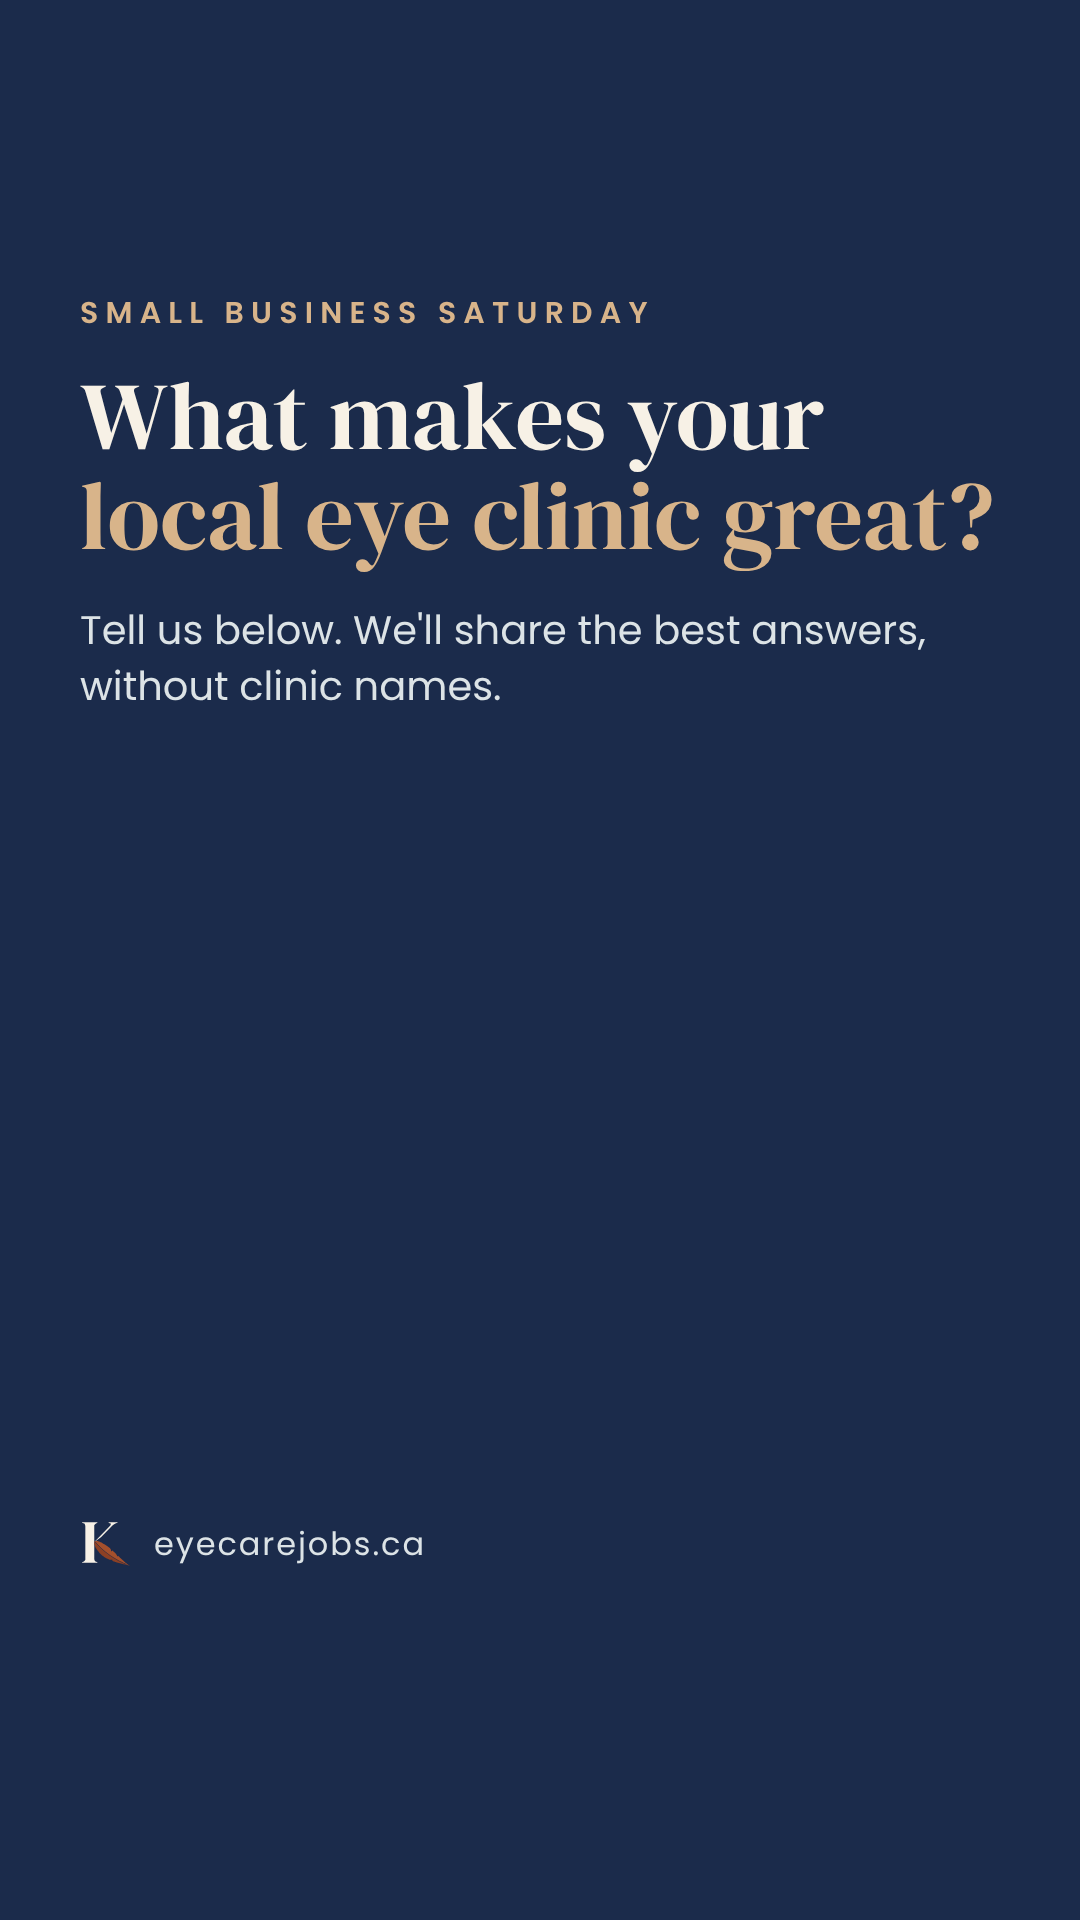 SMALL BUSINESS SATURDAY
What makes your
local eye clinic great?
Tell us below. We'll share the best answers,
without clinic names.
K eyecarejobs.ca